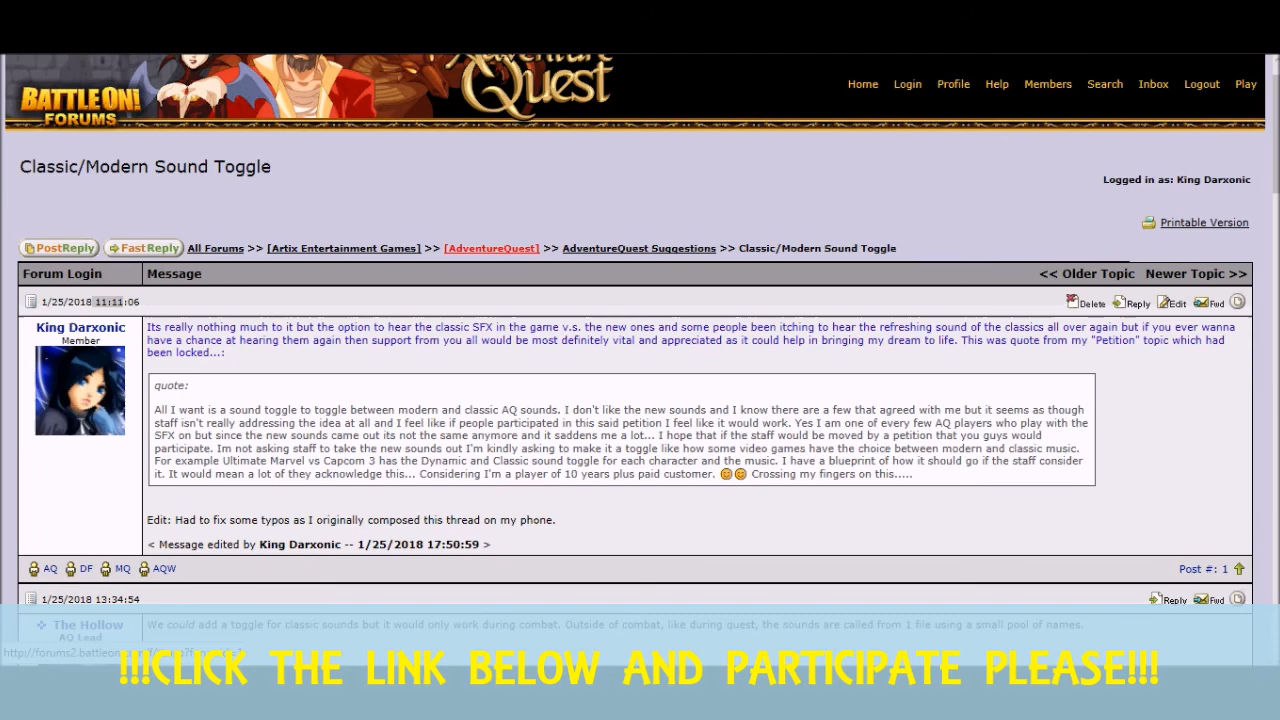 Adventure
Quest
BATTLE ON!
FORUMS
Home Login Profile Help Members Search Inbox Logout Play
Classic/Modern Sound Toggle
Logged in as: King Darxonic
Printable Version
PostReply FastReply All Forums >> [Artix Entertainment Games] >> [AdventureQuest] >> AdventureQuest Suggestions >> Classic/Modern Sound Toggle
Forum Login Message << Older Topic Newer Topic >>
1/25/2018 11:11:06 Delete Reply Edit Fwd
King Darxonic
Member
Its really nothing much to it but the option to hear the classic SFX in the game v.s. the new ones and some people been itching to hear the refreshing sound of the classics all over again but if you ever wanna
have a chance at hearing them again then support from you all would be most definitely vital and appreciated as it could help in bringing my dream to life. This was quote from my "Petition" topic which had
been locked...:
quote:
All I want is a sound toggle to toggle between modern and classic AQ sounds. I don't like the new sounds and I know there are a few that agreed with me but it seems as though
staff isn't really addressing the idea at all and I feel like if people participated in this said petition I feel like it would work. Yes I am one of every few AQ players who play with the
SFX on but since the new sounds came out its not the same anymore and it saddens me a lot... I hope that if the staff would be moved by a petition that you guys would
participate. Im not asking staff to take the new sounds out I'm kindly asking to make it a toggle like how some video games have the choice between modern and classic music.
For example Ultimate Marvel vs Capcom 3 has the Dynamic and Classic sound toggle for each character and the music. I have a blueprint of how it should go if the staff consider
it. It would mean a lot of they acknowledge this... Considering I'm a player of 10 years plus paid customer. Crossing my fingers on this.....
Edit: Had to fix some typos as I originally composed this thread on my phone.
< Message edited by King Darxonic -- 1/25/2018 17:50:59 >
AQ DF MQ AQW Post #: 1
1/25/2018 13:34:54 Reply Fwd
The Hollow
AQ Lead
We could add a toggle for classic sounds but it would only work during combat. Outside of combat, like during quest, the sounds are called from 1 file using a small pool of names.
!!!CLICK THE LINK BELOW AND PARTICIPATE PLEASE!!!